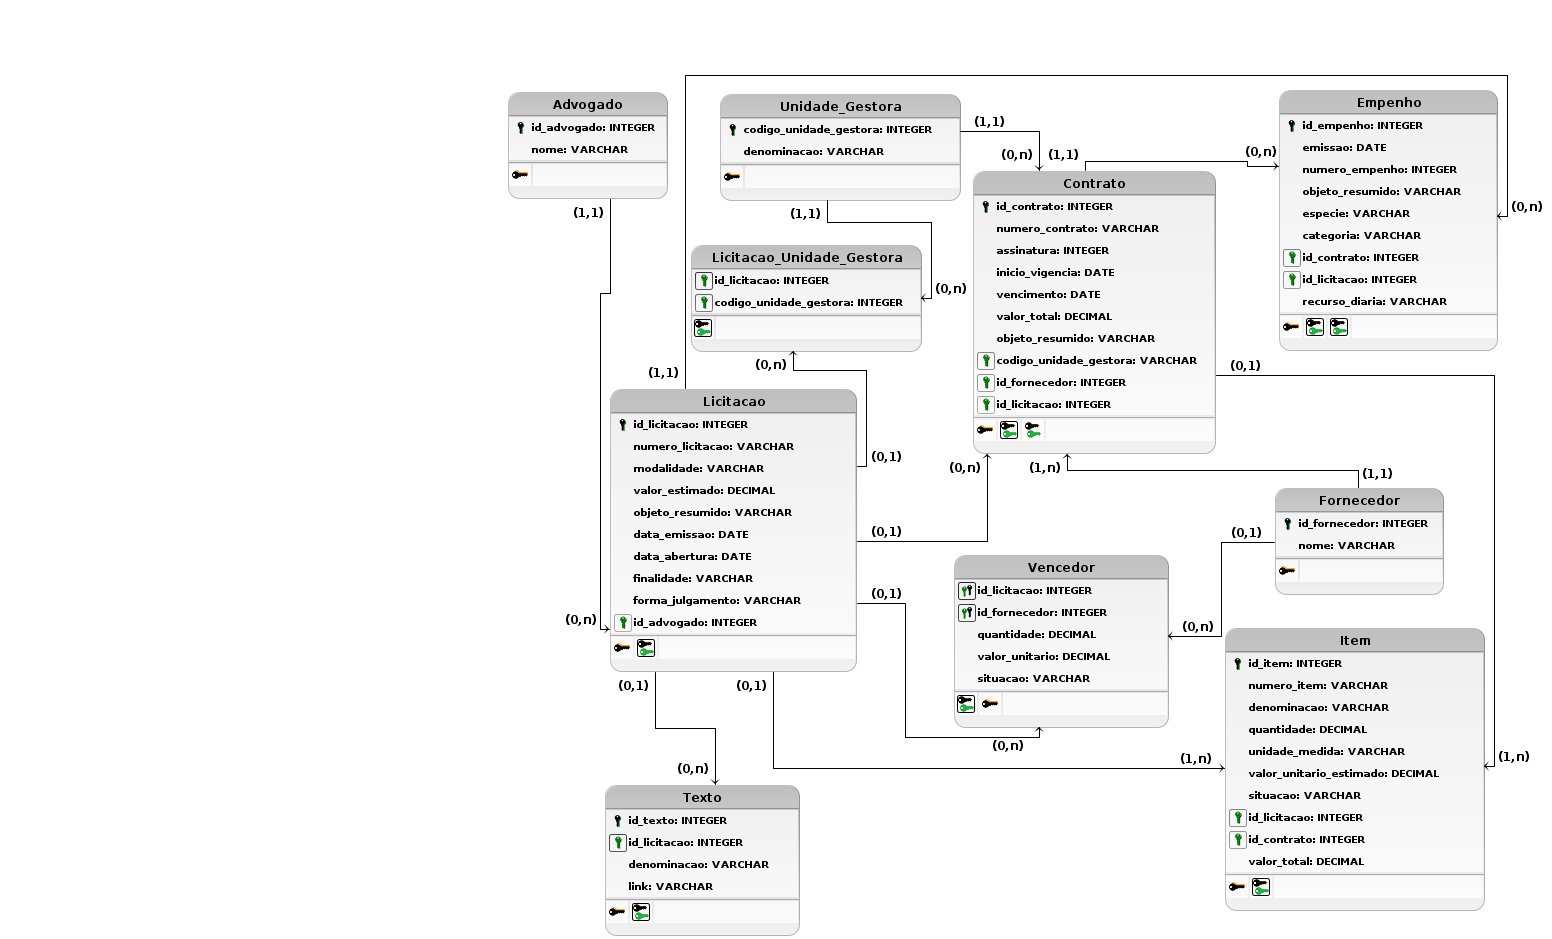 Advogado
id_advogado: INTEGER
nome: VARCHAR
(1,1)
Unidade_Gestora
codigo_unidade_gestora: INTEGER
denominacao: VARCHAR
(1,1)
(1,1)
(0,n)
(1,1)
(0,n)
Empenho
id_empenho: INTEGER
emissao: DATE
numero_empenho: INTEGER
objeto_resumido: VARCHAR
especie: VARCHAR
categoria: VARCHAR
id_contrato: INTEGER
id_licitacao: INTEGER
recurso_diaria: VARCHAR
(0,n)
Licitacao_Unidade_Gestora
id_licitacao: INTEGER
codigo_unidade_gestora: INTEGER
(0,n)
(0,n)
Contrato
id_contrato: INTEGER
numero_contrato: VARCHAR
assinatura: INTEGER
inicio_vigencia: DATE
vencimento: DATE
valor_total: DECIMAL
objeto_resumido: VARCHAR
codigo_unidade_gestora: VARCHAR
id_fornecedor: INTEGER
id_licitacao: INTEGER
(0,1)
(0,n)
(1,n)
(1,1)
(1,1)
Licitacao
id_licitacao: INTEGER
numero_licitacao: VARCHAR
modalidade: VARCHAR
valor_estimado: DECIMAL
objeto_resumido: VARCHAR
data_emissao: DATE
data_abertura: DATE
finalidade: VARCHAR
forma_julgamento: VARCHAR
id_advogado: INTEGER
(0,n)
(0,1)
(0,1)
(0,1)
(0,1)
(0,1)
Fornecedor
id_fornecedor: INTEGER
nome: VARCHAR
(0,1)
(0,n)
Vencedor
id_licitacao: INTEGER
id_fornecedor: INTEGER
quantidade: DECIMAL
valor_unitario: DECIMAL
situacao: VARCHAR
(0,n)
(1,n)
Item
id_item: INTEGER
numero_item: VARCHAR
denominacao: VARCHAR
quantidade: DECIMAL
unidade_medida: VARCHAR
valor_unitario_estimado: DECIMAL
situacao: VARCHAR
id_licitacao: INTEGER
id_contrato: INTEGER
valor_total: DECIMAL
(1,n)
(0,n)
Texto
id_texto: INTEGER
id_licitacao: INTEGER
denominacao: VARCHAR
link: VARCHAR